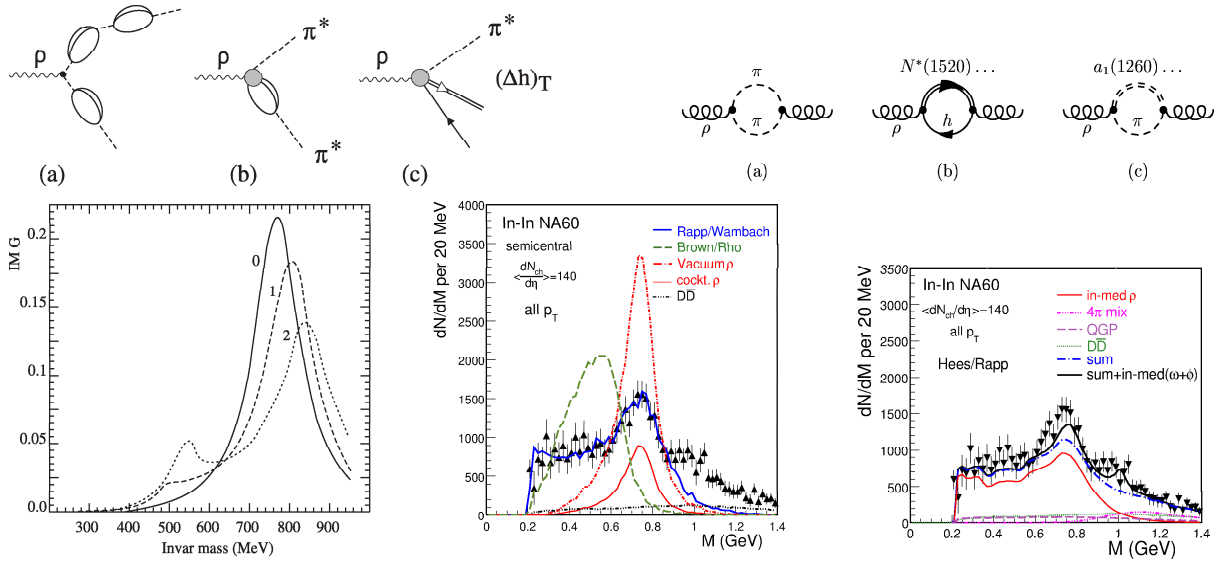 ρ
(a)
ρ
π*
π*
(b)
ρ
π*
(Δh)T
(c)
π
ρ
π
(a)
N*(1520) ...
ρ
h
(b)
a1(1260) ...
ρ
π
(c)
IM G
0.2
0.15
0.1
0.05
0.0
0
1
2
300 400 500 600 700 800 900
Invar mass (MeV)
dN/dM per 20 MeV
4000
3500
3000
2500
2000
1500
1000
500
0
In-In NA60
semicentral
<dNch/dη>=140
all pT
Rapp/Wambach
Brown/Rho
Vacuum ρ
cockt. ρ
DD̅
0 0.2 0.4 0.6 0.8 1 1.2 1.4
M (GeV)
dN/dM per 20 MeV
3500
3000
2500
2000
1500
1000
500
0
In-In NA60
<dNch/dη>−140
all pT
Hees/Rapp
in-med ρ
4π mix
QGP
DD̅
sum
sum+in-med(ω+ϕ)
0 0.2 0.4 0.6 0.8 1 1.2 1.4
M (GeV)